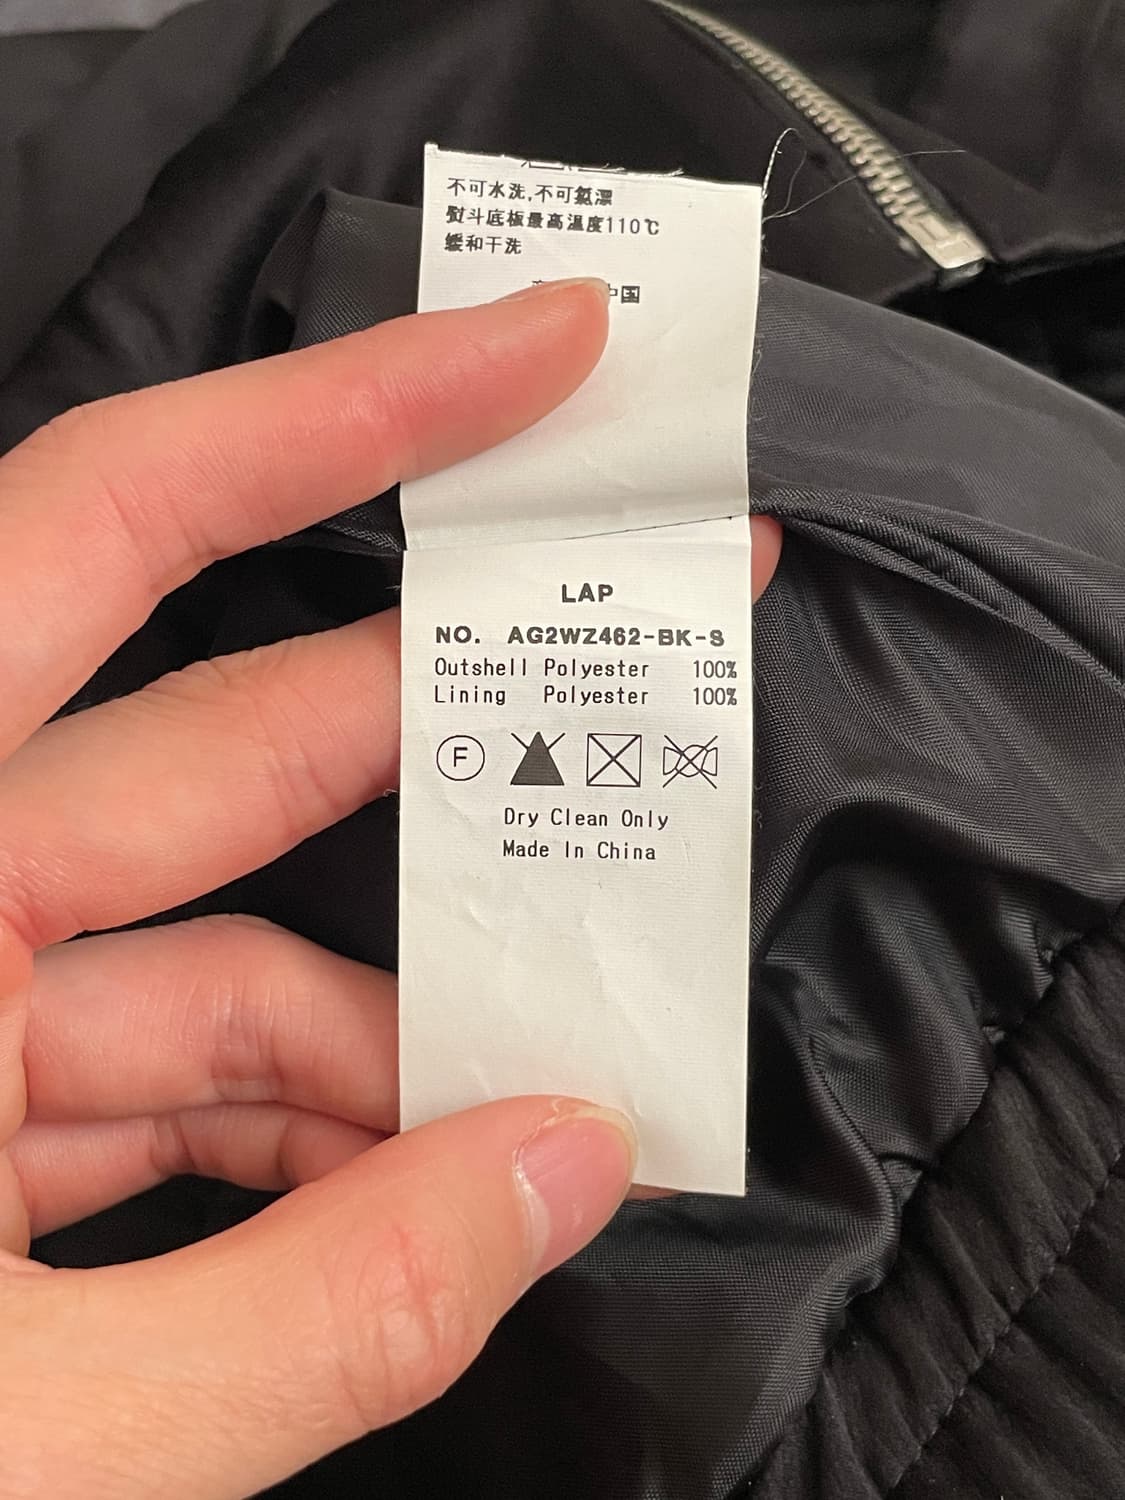 不可水洗,不可氯漂
熨斗底板最高温度110℃
缓和干洗
中国
LAP
NO. AG2WZ462-BK-S
Outshell Polyester 100%
Lining Polyester 100%
F
Dry Clean Only
Made In China